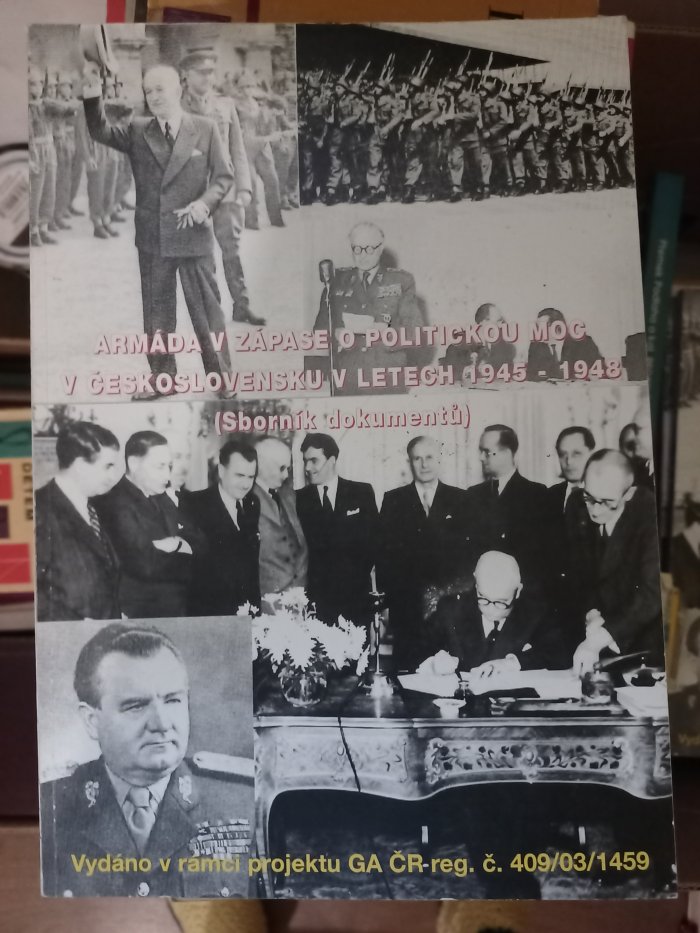 ARMÁDA V ZÁPASE O POLITICKOU MOC
V ČESKOSLOVENSKU V LETECH 1945 - 1948
(Sborník dokumentů)
Vydáno v rámci projektu GA ČR-reg. č. 409/03/1459
DĚTEM